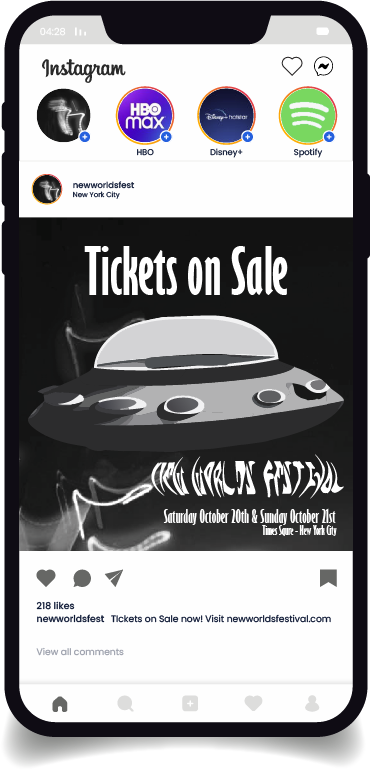 04:28
Instagram
HBO
max
Disney+ hotstar
HBO
Disney+
Spotify
newworldsfest
New York City
Tickets on Sale
NEW WORLDS FESTIVAL
Saturday October 20th & Sunday October 21st
Times Squre - New York City
218 likes
newworldsfest TIckets on Sale now! Visit newworldsfestival.com
View all comments